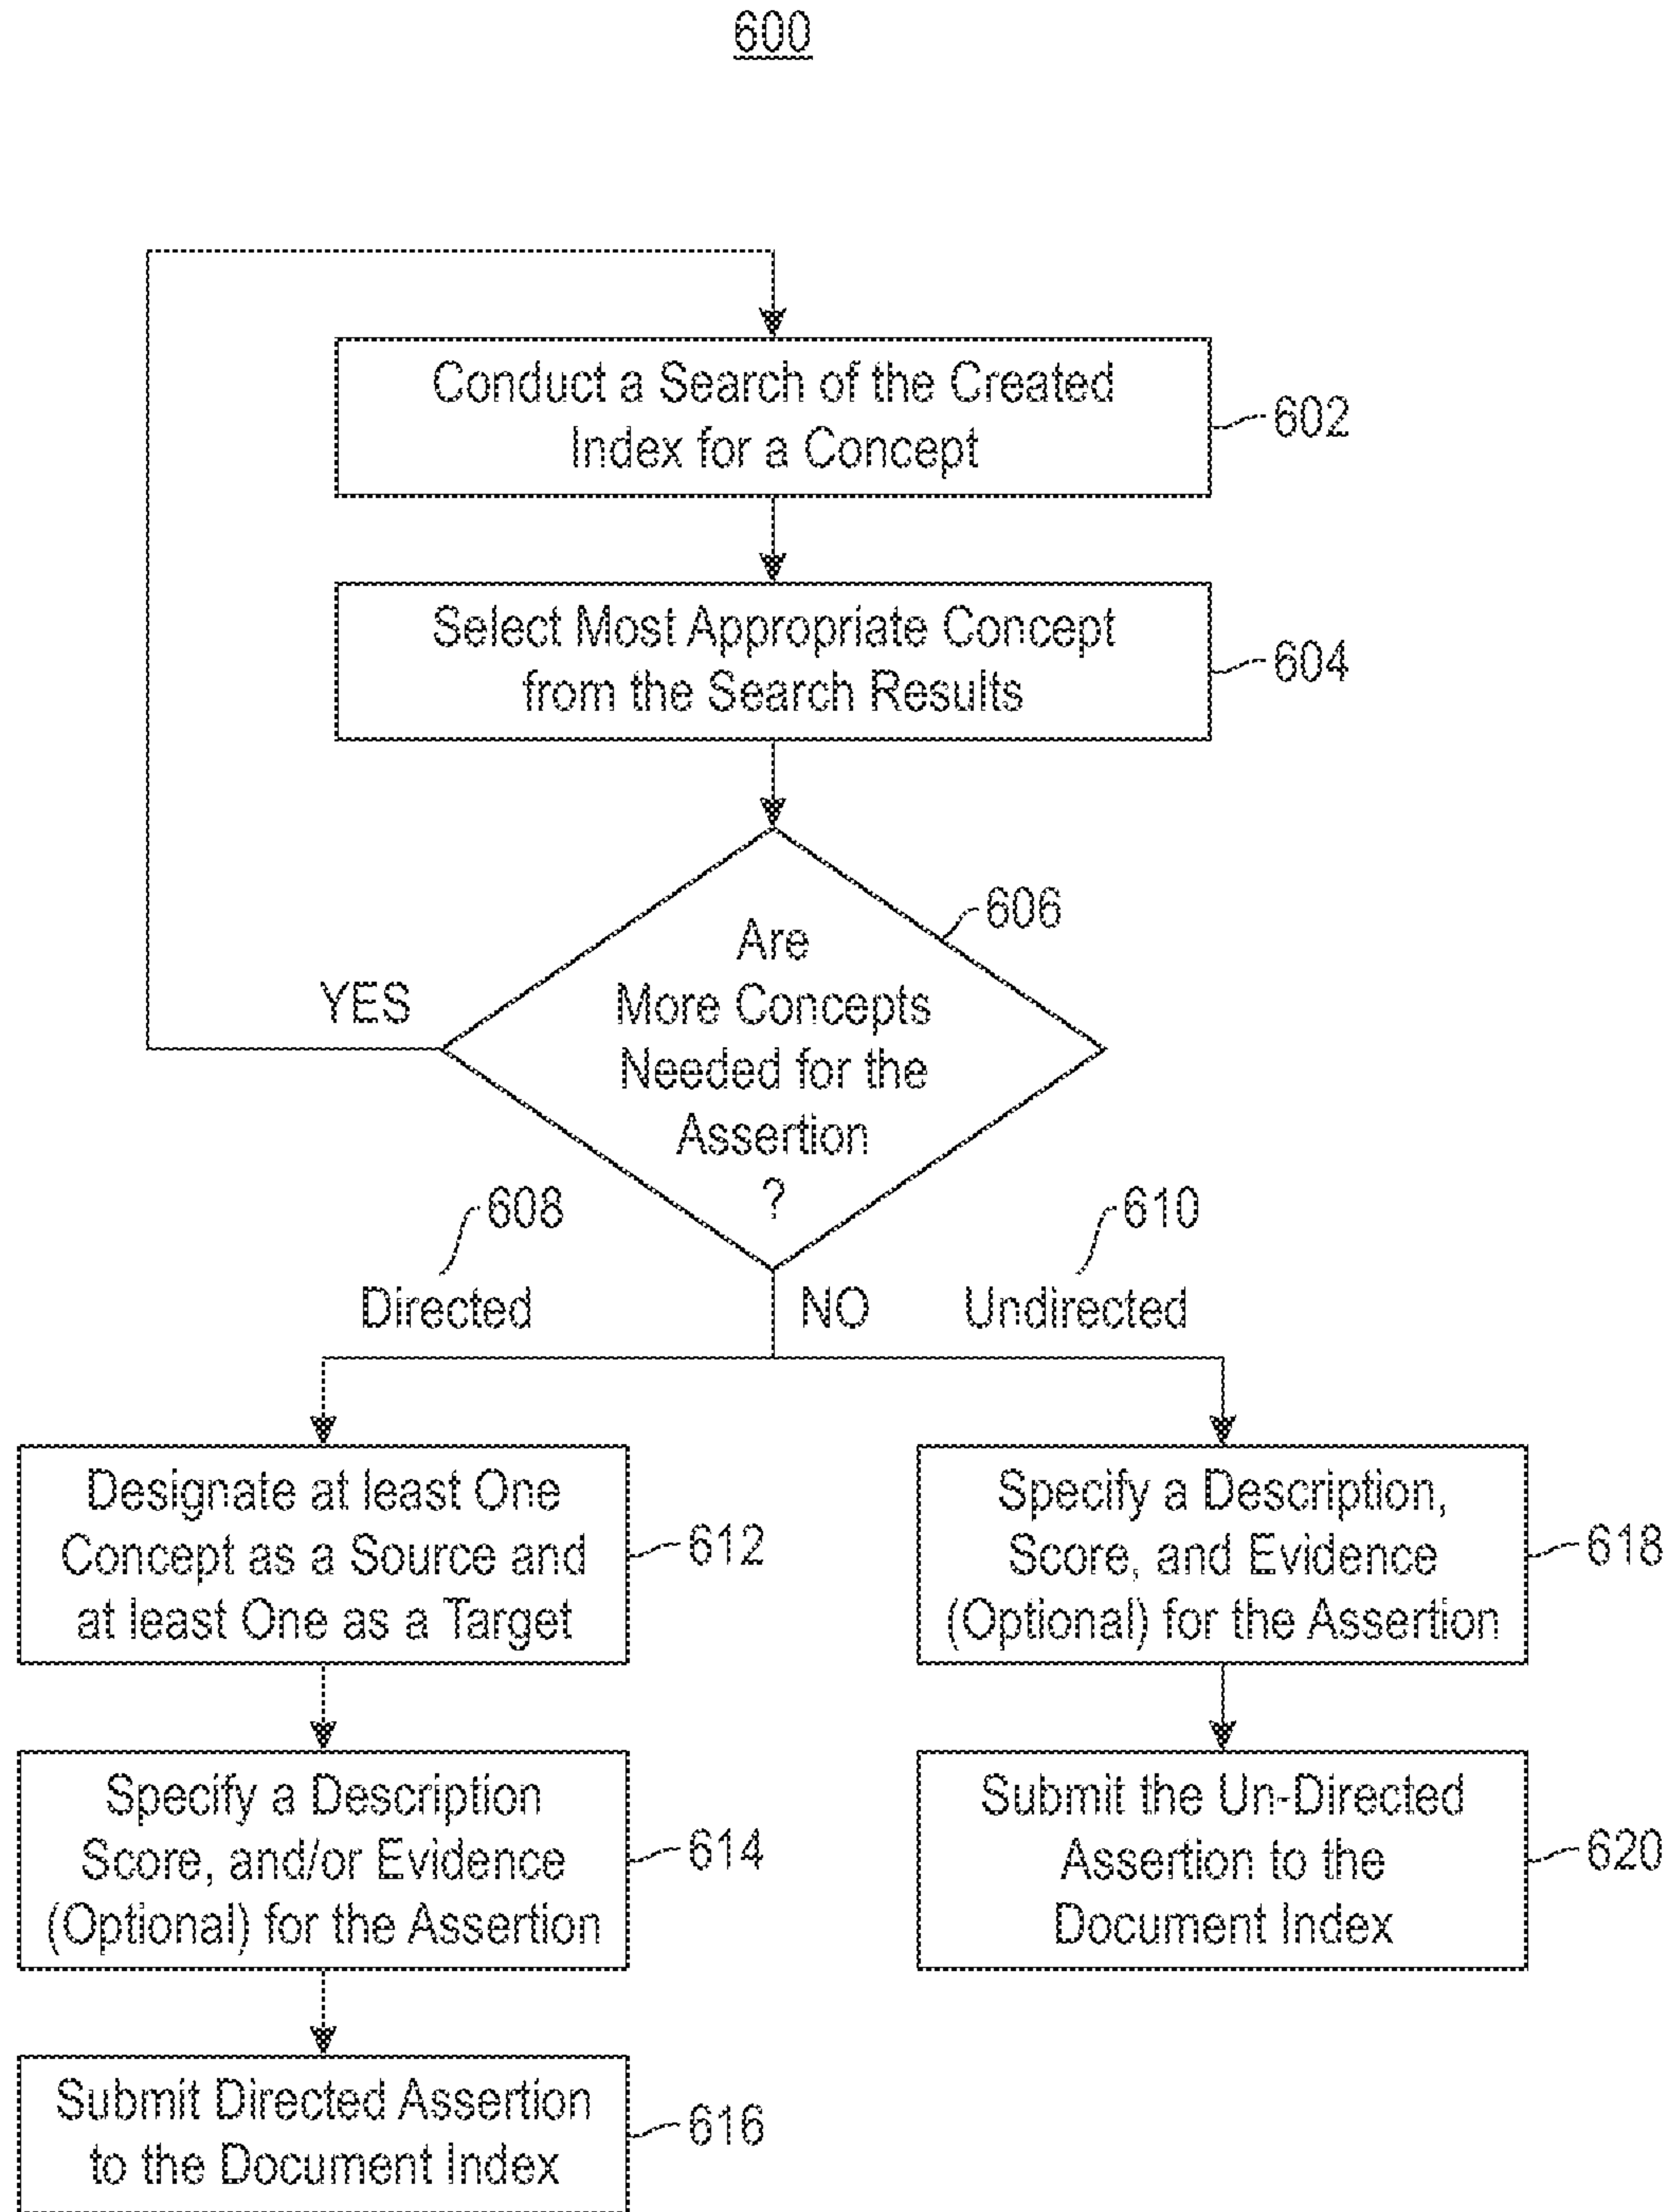 600
Conduct a Search of the Created
Index for a Concept
602
Select Most Appropriate Concept
from the Search Results
604
606
Are
More Concepts
Needed for the
Assertion
?
YES
608
Directed
NO
610
Undirected
Designate at least One
Concept as a Source and
at least One as a Target
612
Specify a Description
Score, and/or Evidence
(Optional) for the Assertion
614
Submit Directed Assertion
to the Document Index
616
Specify a Description,
Score, and Evidence
(Optional) for the Assertion
618
Submit the Un-Directed
Assertion to the
Document Index
620